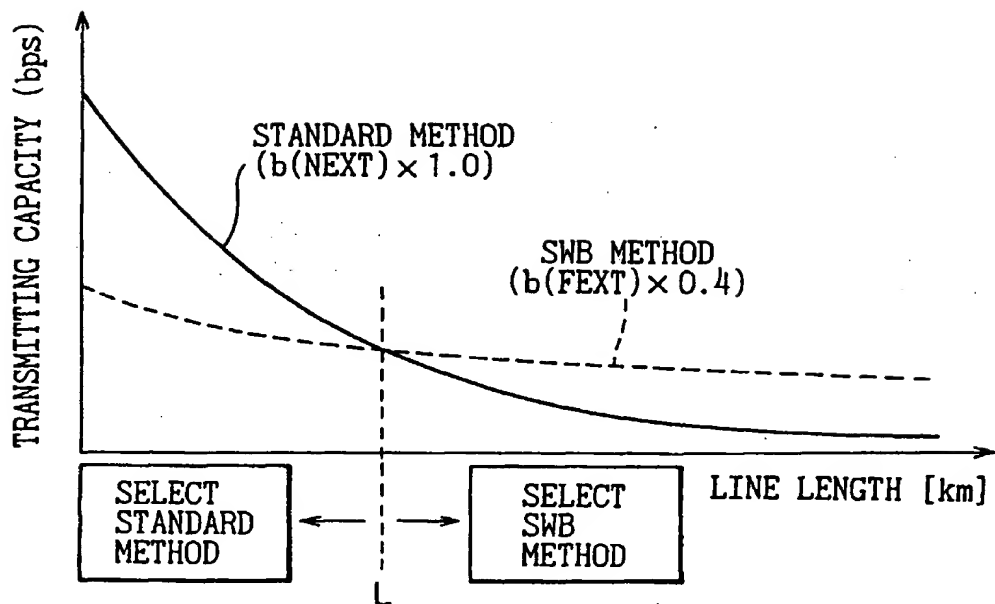 TRANSMITTING CAPACITY (bps)
STANDARD METHOD
(b(NEXT)×1.0)
SWB METHOD
(b(FEXT)×0.4)
LINE LENGTH [km]
SELECT
STANDARD
METHOD
SELECT
SWB
METHOD
L